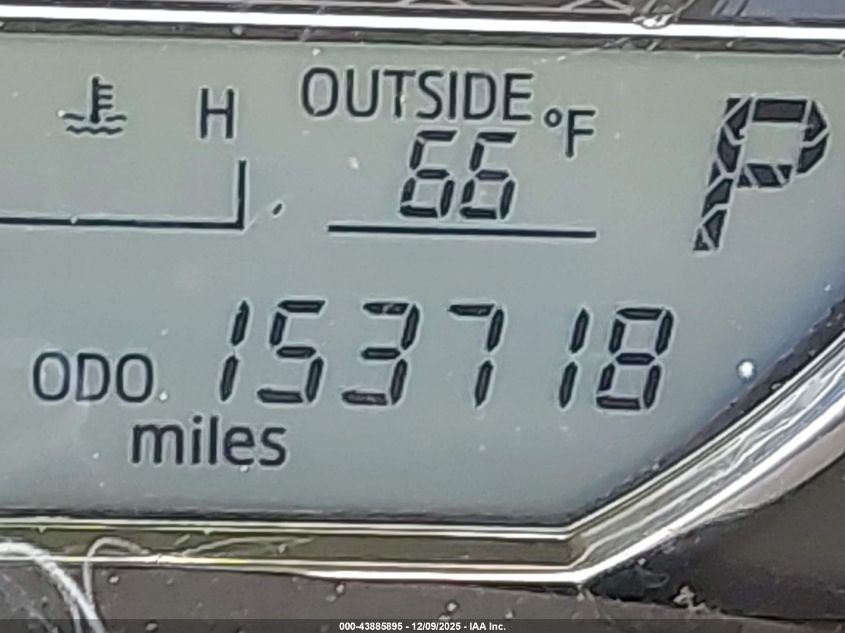 H OUTSIDE °F P
66
ODO 153718
miles
000-43885895 - 12/09/2025 - IAA Inc.